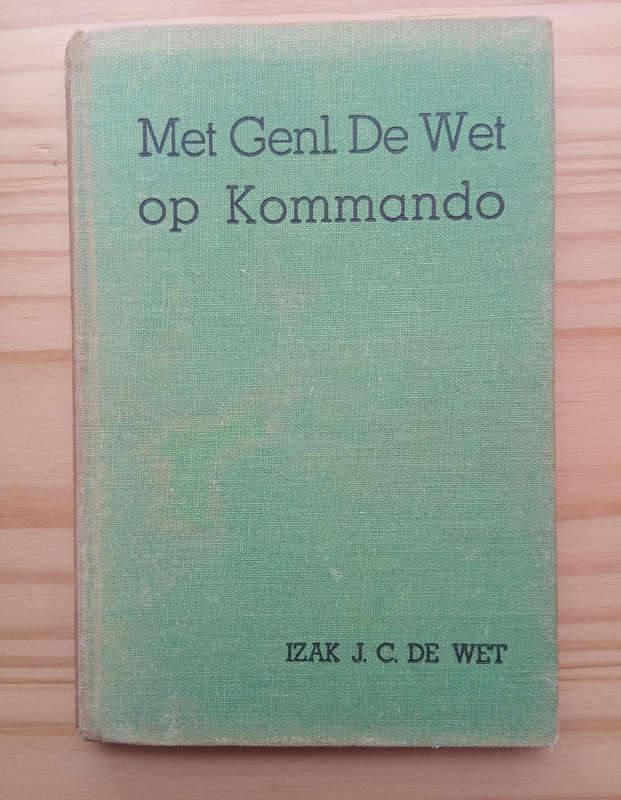 Met Genl. De Wet
op Kommando
IZAK J. C. DE WET